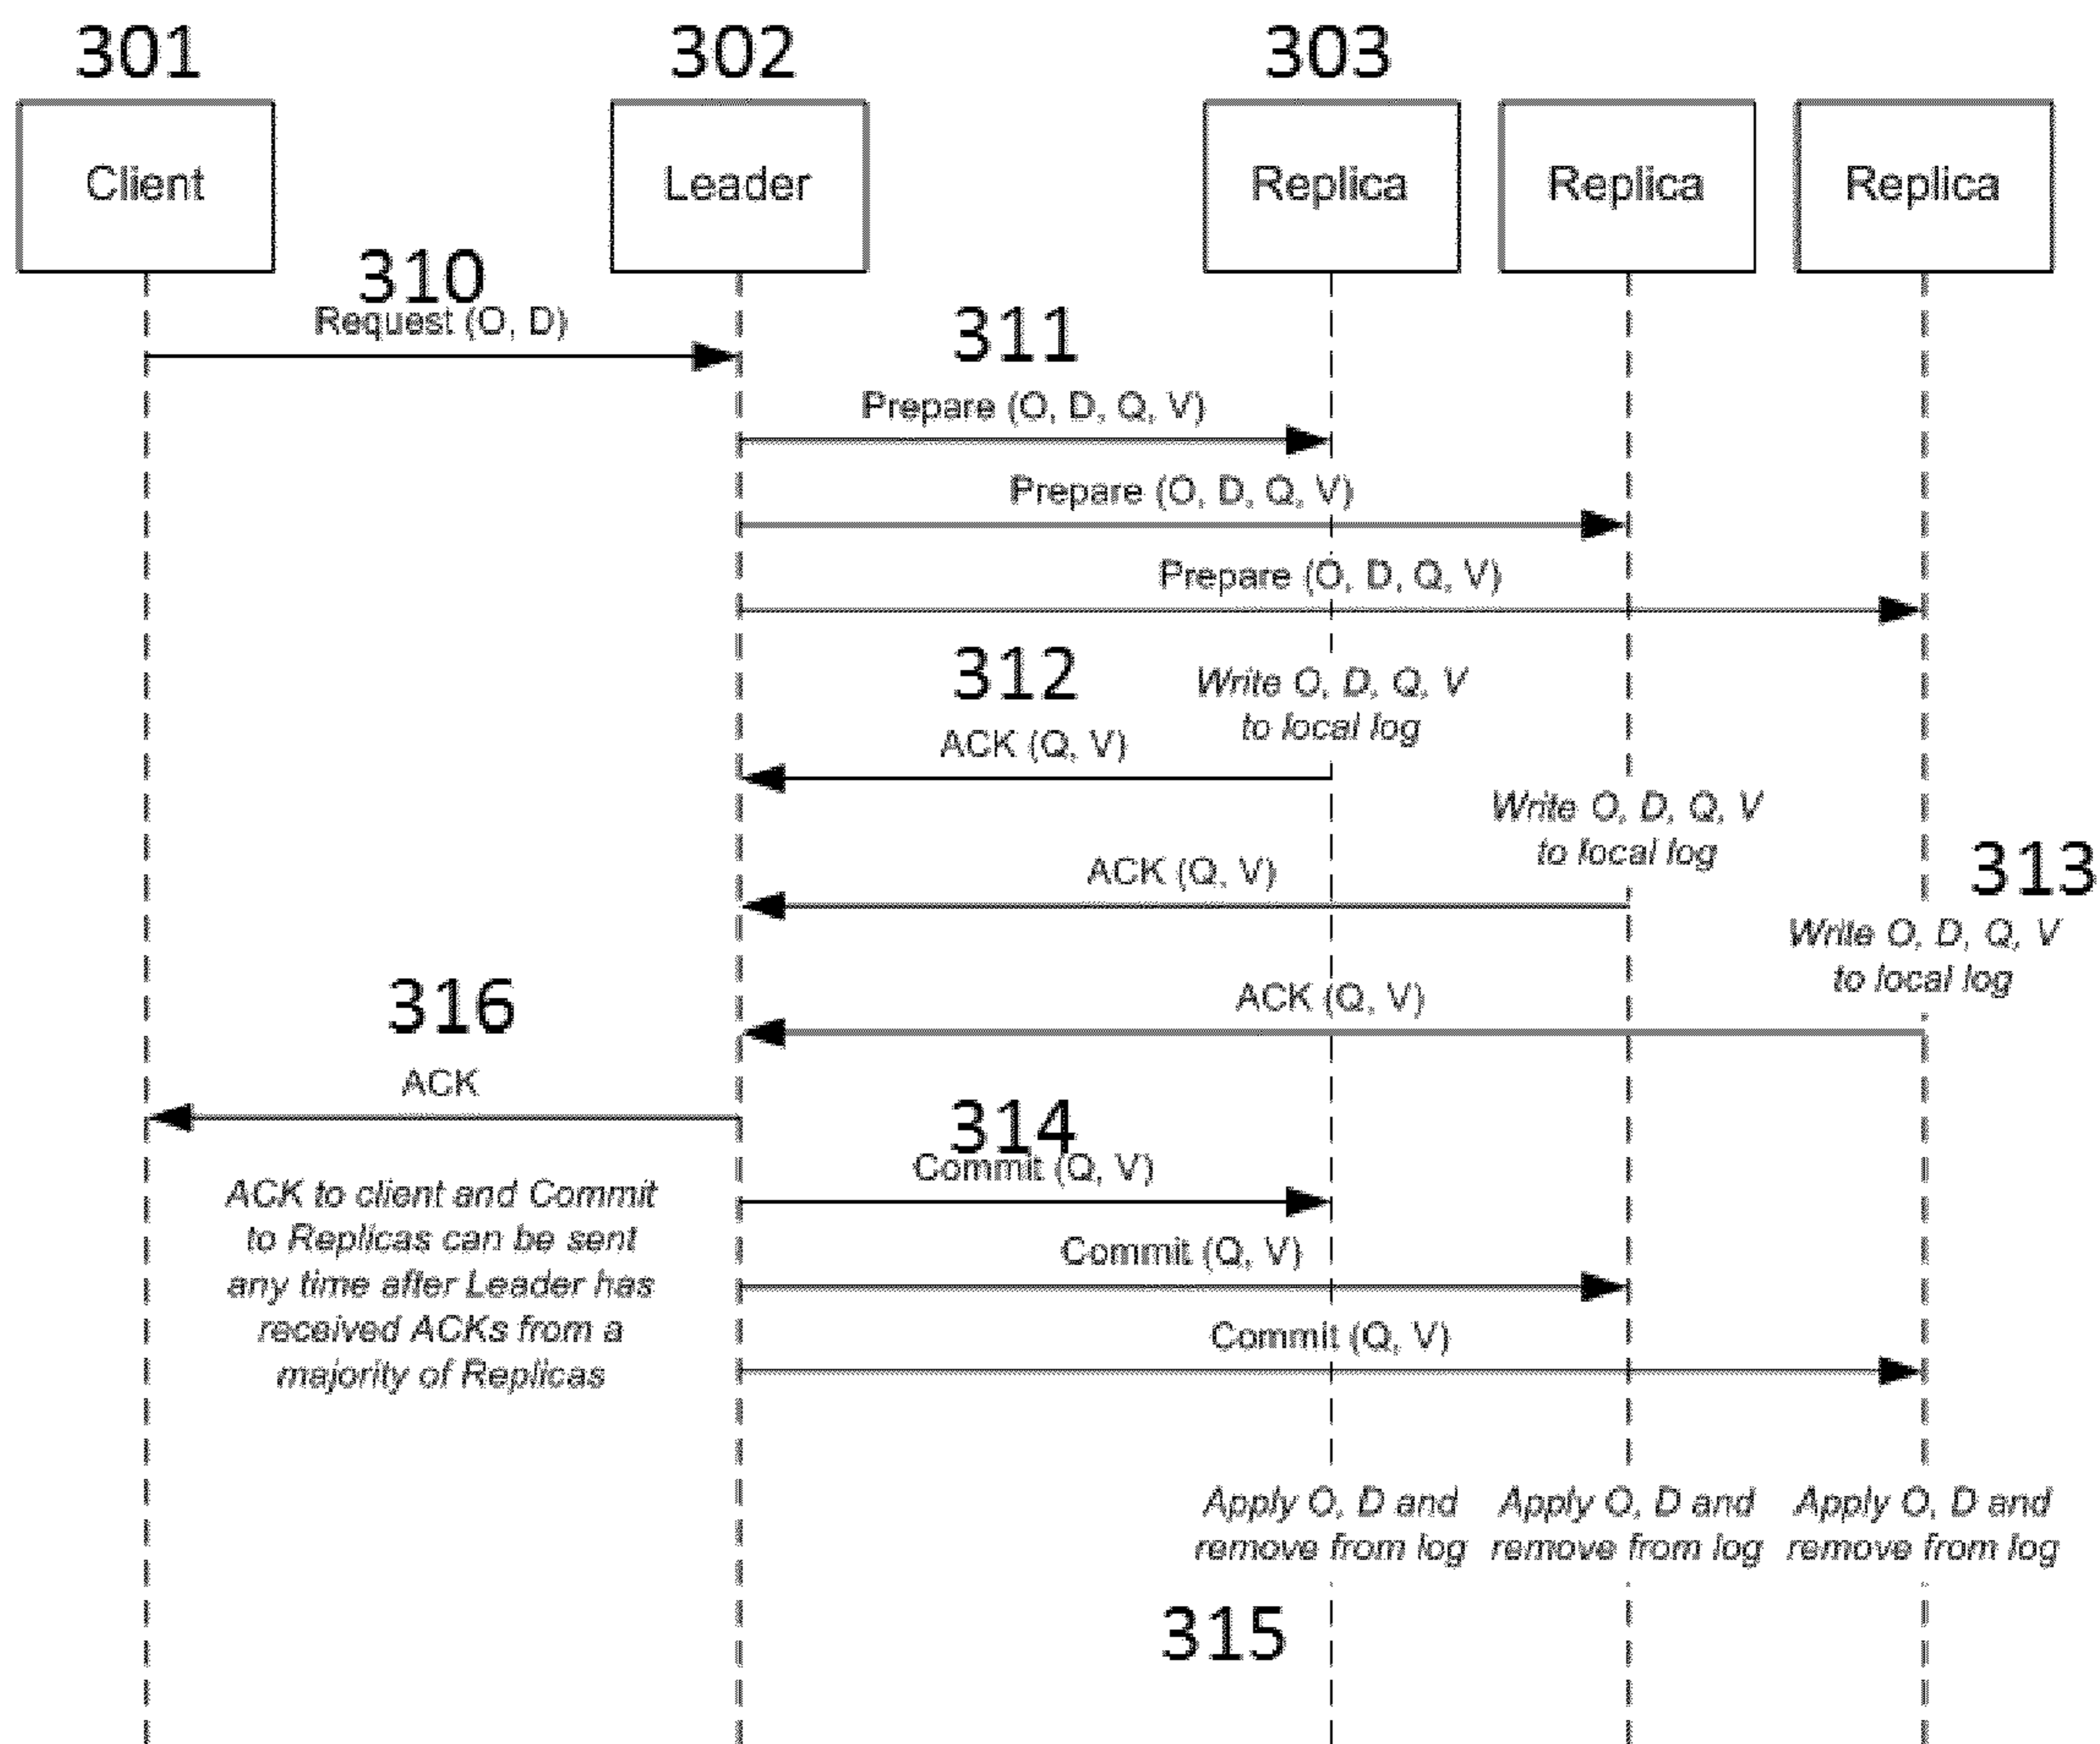 301
302
303
Client
Leader
Replica
Replica
Replica
310
Request (O, D)
311
Prepare (O, D, Q, V)
Prepare (O, D, Q, V)
Prepare (O, D, Q, V)
312
Write O, D, Q, V
to local log
ACK (Q, V)
Write O, D, Q, V
to local log
313
ACK (Q, V)
Write O, D, Q, V
to local log
316
ACK (Q, V)
ACK
314
Commit (Q, V)
ACK to client and Commit
to Replicas can be sent
any time after Leader has
received ACKs from a
majority of Replicas
Commit (Q, V)
Commit (Q, V)
Apply O, D and
remove from log
Apply O, D and
remove from log
Apply O, D and
remove from log
315